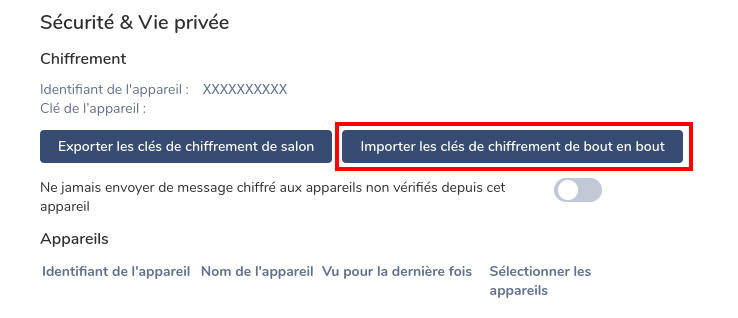 Sécurité & Vie privée
Chiffrement
Identifiant de l'appareil : XXXXXXXXXX
Clé de l'appareil :
Exporter les clés de chiffrement de salon Importer les clés de chiffrement de bout en bout
Ne jamais envoyer de message chiffré aux appareils non vérifiés depuis cet
appareil
Appareils
Identifiant de l'appareil Nom de l'appareil Vu pour la dernière fois Sélectionner les
appareils